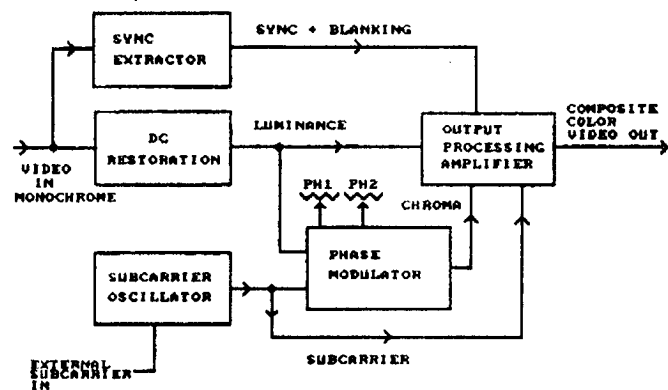 SYNC
EXTRACTOR
SYNC + BLANKING
VIDEO
IN
MONOCHROME
DC
RESTORATION
LUMINANCE
OUTPUT
PROCESSING
AMPLIFIER
COMPOSITE
COLOR
VIDEO OUT
PH1
PH2
CHROMA
PHASE
MODULATOR
SUBCARRIER
OSCILLATOR
SUBCARRIER
EXTERNAL
SUBCARRIER
IN